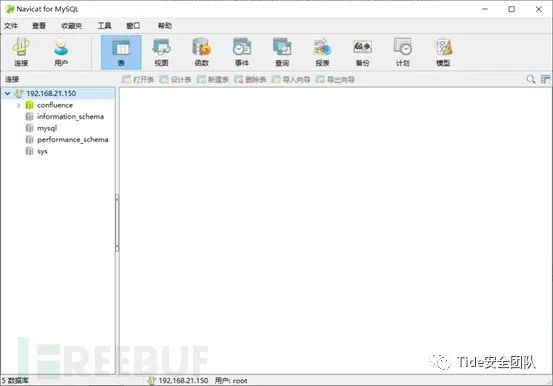 Navicat for MySQL
文件 查看 收藏夹 工具 窗口 帮助
连接 用户 表 视图 函数 事件 查询 报表 备份 计划 模型
连接
打开表 设计表 新建表 删除表 导入向导 导出向导
192.168.21.150
confluence
information_schema
mysql
performance_schema
sys
FREEBUF
Tide安全团队
5 数据库 192.168.21.150 用户: root